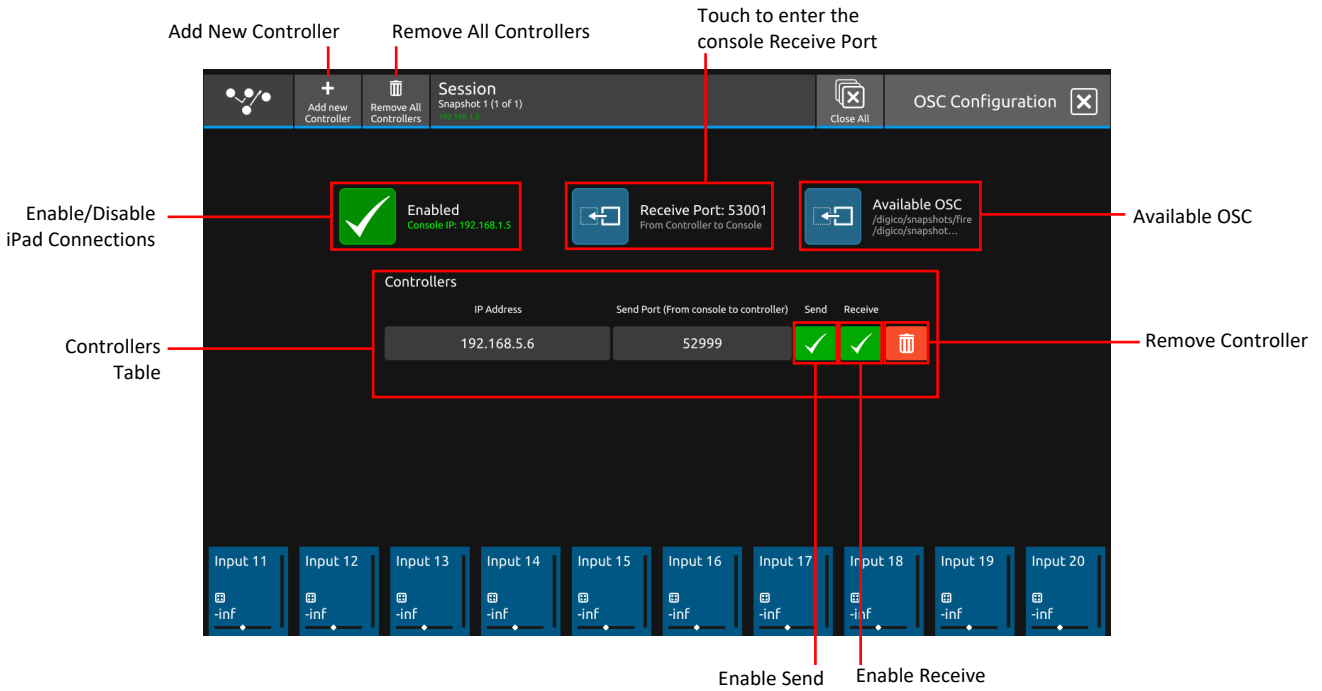 Touch to enter the
console Receive Port
Add New Controller
Remove All Controllers
Add new
Controller
Remove All
Controllers
Session
Snapshot 1 (1 of 1)
192.168.1.5
Close All
OSC Configuration
Enable/Disable
iPad Connections
Enabled
Console IP: 192.168.1.5
Receive Port: 53001
From Controller to Console
Available OSC
/digico/snapshots/fire
/digico/snapshot...
Available OSC
Controllers
IP Address
Send Port (From console to controller)
Send
Receive
192.168.5.6
52999
Controllers
Table
Remove Controller
Input 11
Input 12
Input 13
Input 14
Input 15
Input 16
Input 17
Input 18
Input 19
Input 20
-inf
-inf
-inf
-inf
-inf
-inf
-inf
-inf
-inf
-inf
Enable Send
Enable Receive